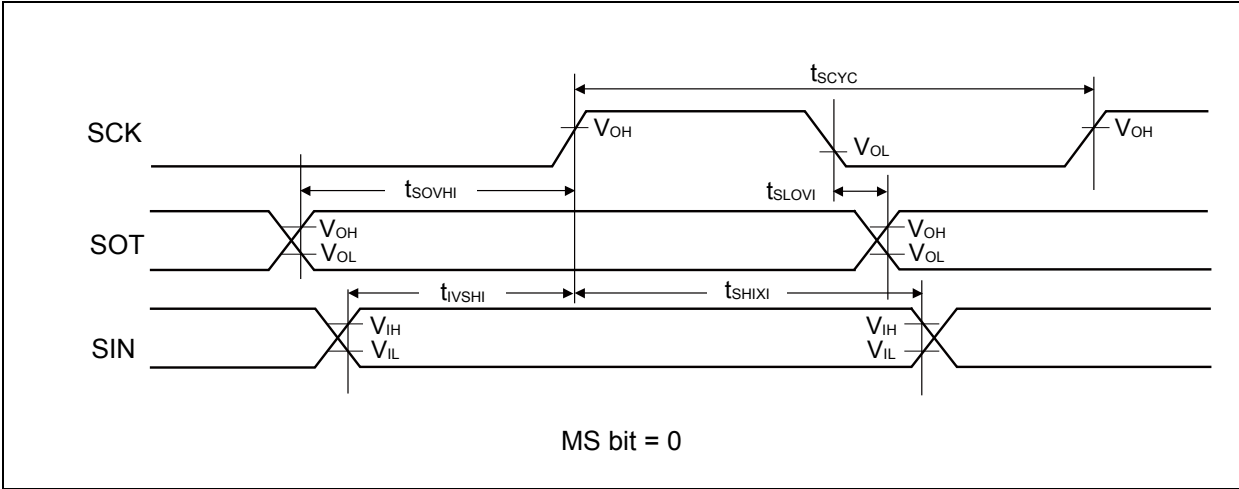 tSCYC
SCK
VOH
VOL
VOH
tSOVHI
tSLOVI
SOT
VOH
VOL
VOH
VOL
tIVSHI
tSHIXI
SIN
VIH
VIL
VIH
VIL
MS bit = 0